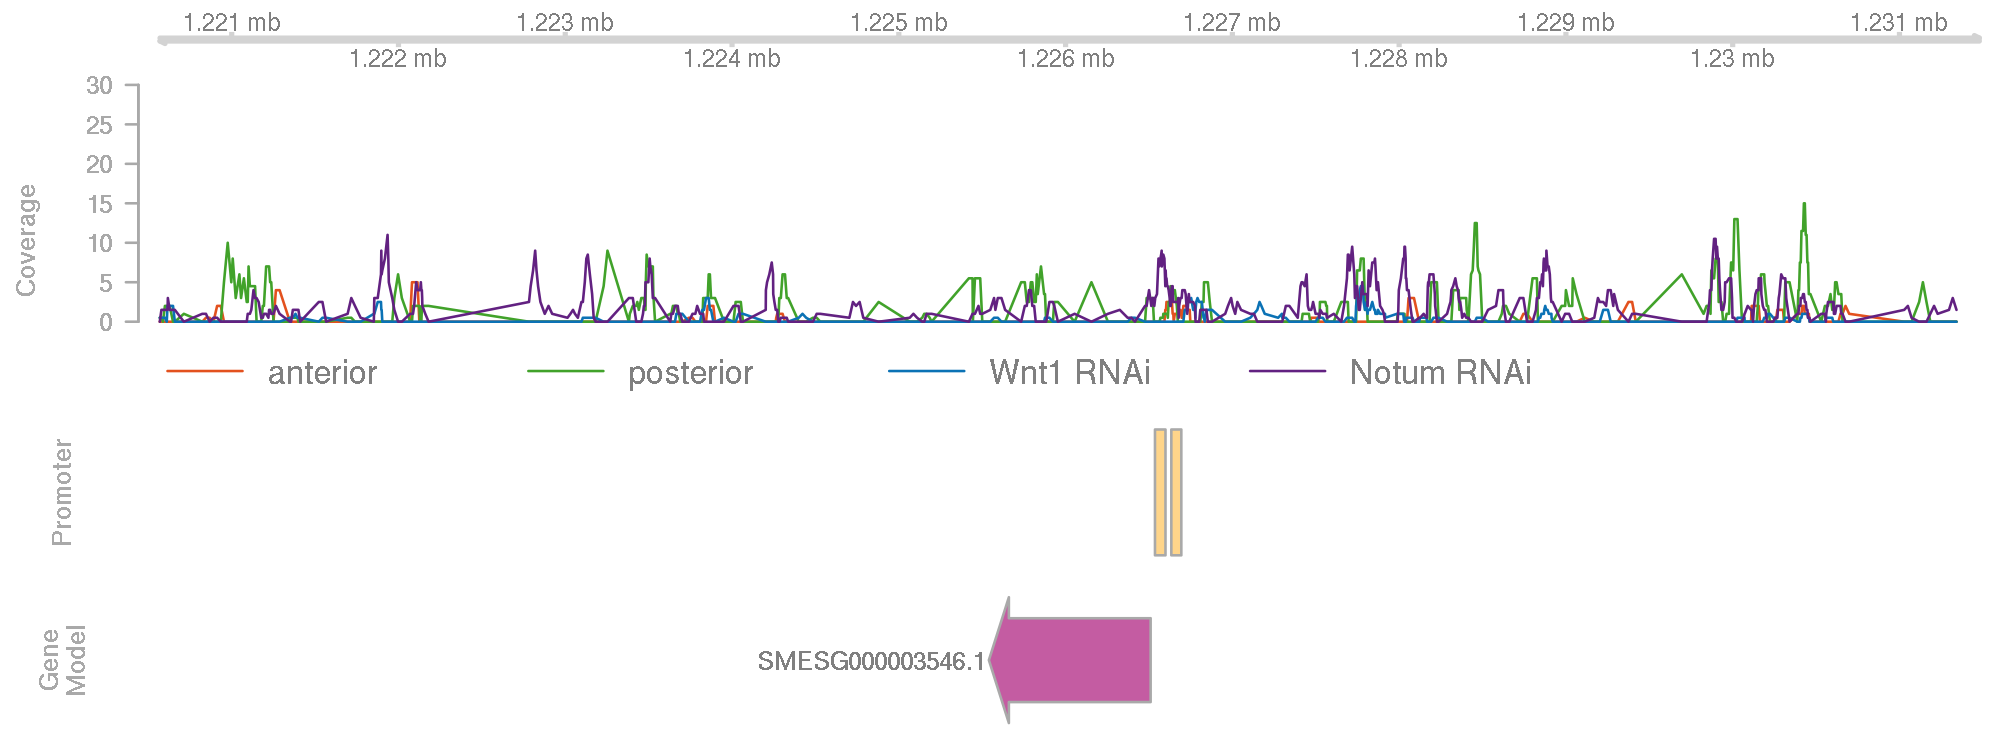 1.221 mb 1.223 mb 1.225 mb 1.227 mb 1.229 mb 1.231 mb
1.222 mb 1.224 mb 1.226 mb 1.228 mb 1.23 mb
30
25
20
15
10
5
0
Coverage
anterior posterior Wnt1 RNAi Notum RNAi
Promoter
Gene
Model
SMESG000003546.1